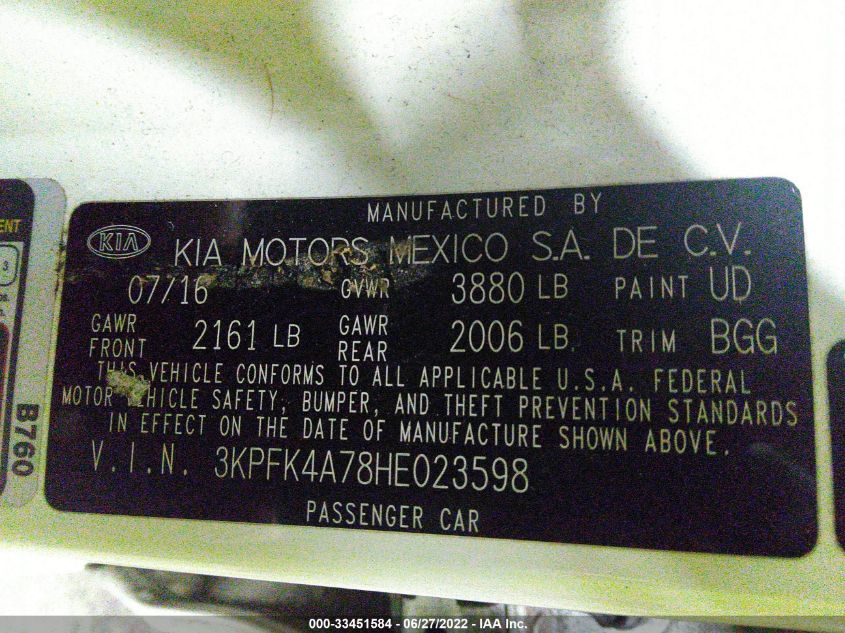 MANUFACTURED BY
KIA KIA MOTORS MEXICO S.A. DE C.V.
07/16 GVWR 3880 LB PAINT UD
GAWR FRONT 2161 LB GAWR REAR 2006 LB. TRIM BGG
THIS VEHICLE CONFORMS TO ALL APPLICABLE U.S.A. FEDERAL
MOTOR VEHICLE SAFETY, BUMPER, AND THEFT PREVENTION STANDARDS
IN EFFECT ON THE DATE OF MANUFACTURE SHOWN ABOVE.
V.I.N. 3KPFK4A78HE023598
PASSENGER CAR
B760
000-33451584 - 06/27/2022 - IAA Inc.